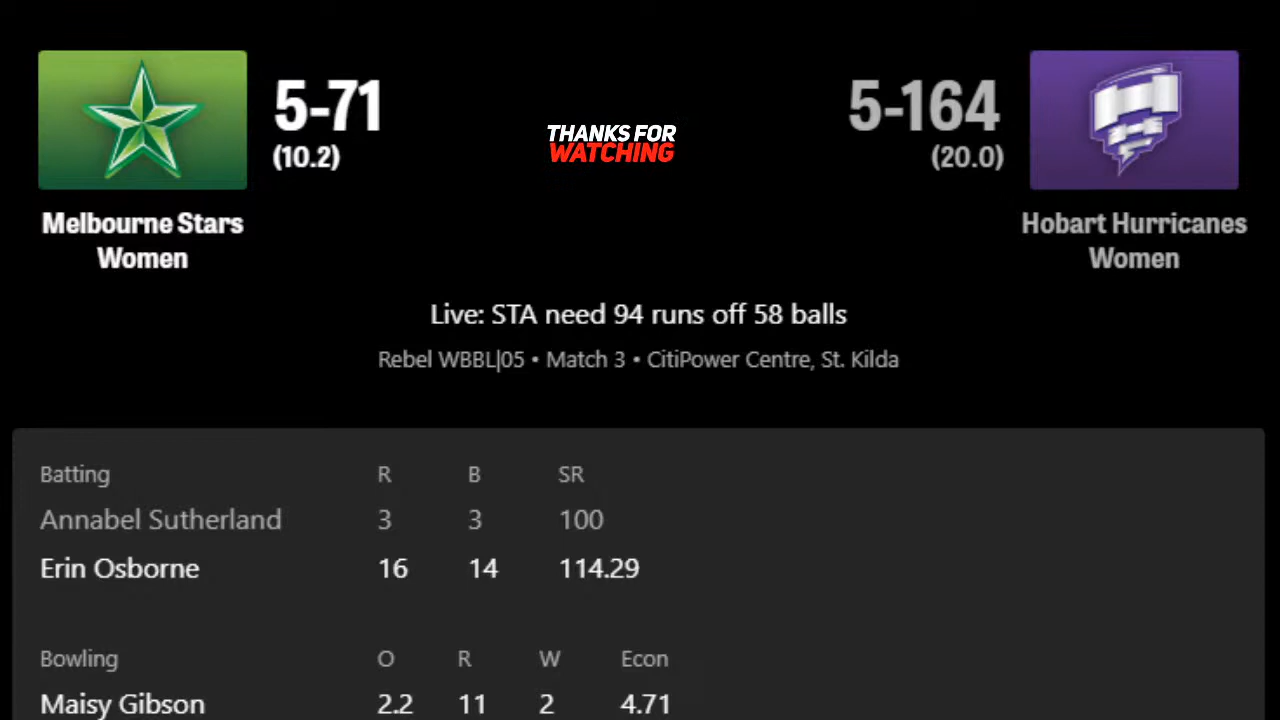 5-71
(10.2)
THANKS FOR
WATCHING
5-164
(20.0)
Melbourne Stars
Women
Hobart Hurricanes
Women
Live: STA need 94 runs off 58 balls
Rebel WBBL|05 • Match 3 • CitiPower Centre, St. Kilda
Batting R B SR
Annabel Sutherland 3 3 100
Erin Osborne 16 14 114.29
Bowling O R W Econ
Maisy Gibson 2.2 11 2 4.71